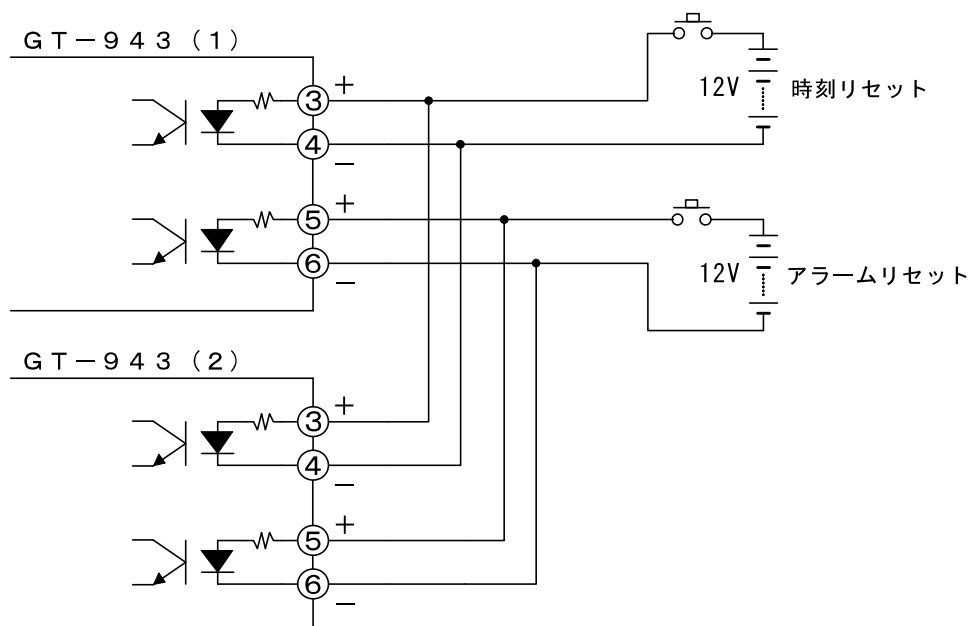 GT-943(1)
③ +
④ -
12V 時刻リセット
⑤ +
⑥ -
12V アラームリセット
GT-943(2)
③ +
④ -
⑤ +
⑥ -